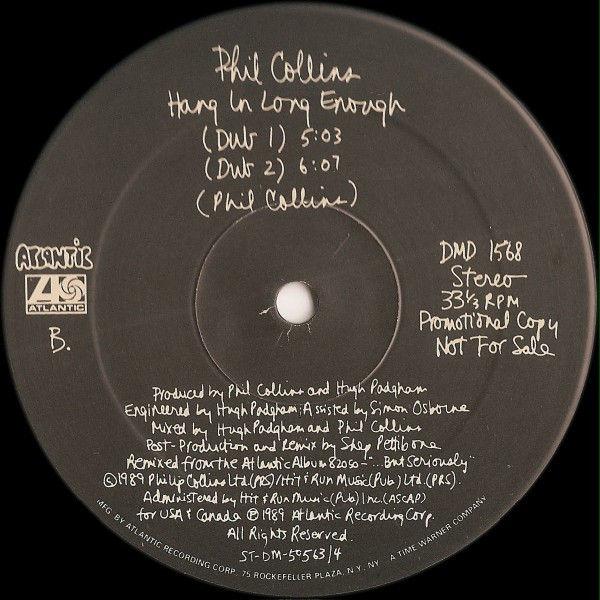 Phil Collins
Hang In Long Enough
(Dub 1) 5:03
(Dub 2) 6:07
(Phil Collins)
ATLANTIC
ATLANTIC
B.
DMD 1568
Stereo
33⅓ RPM
Promotional Copy
Not For Sale
Produced by Phil Collins and Hugh Padgham
Engineered by Hugh Padgham: Assisted by Simon Osborne
Mixed by Hugh Padgham and Phil Collins
Post-Production and Remix by Shep Pettibone
Remixed from the Atlantic Album 82050-"...But Seriously"
©1989 Philip Collins Ltd.(PRS)/Hit & Run Music(Pub) Ltd.(PRS).
Administered by Hit & Run Music(Pub) Inc.(ASCAP)
for USA & Canada ℗1989 Atlantic Recording Corp.
All Rights Reserved.
ST-DM-50563/4
MFG. BY ATLANTIC RECORDING CORP. 75 ROCKEFELLER PLAZA, N.Y., NY A TIME WARNER COMPANY